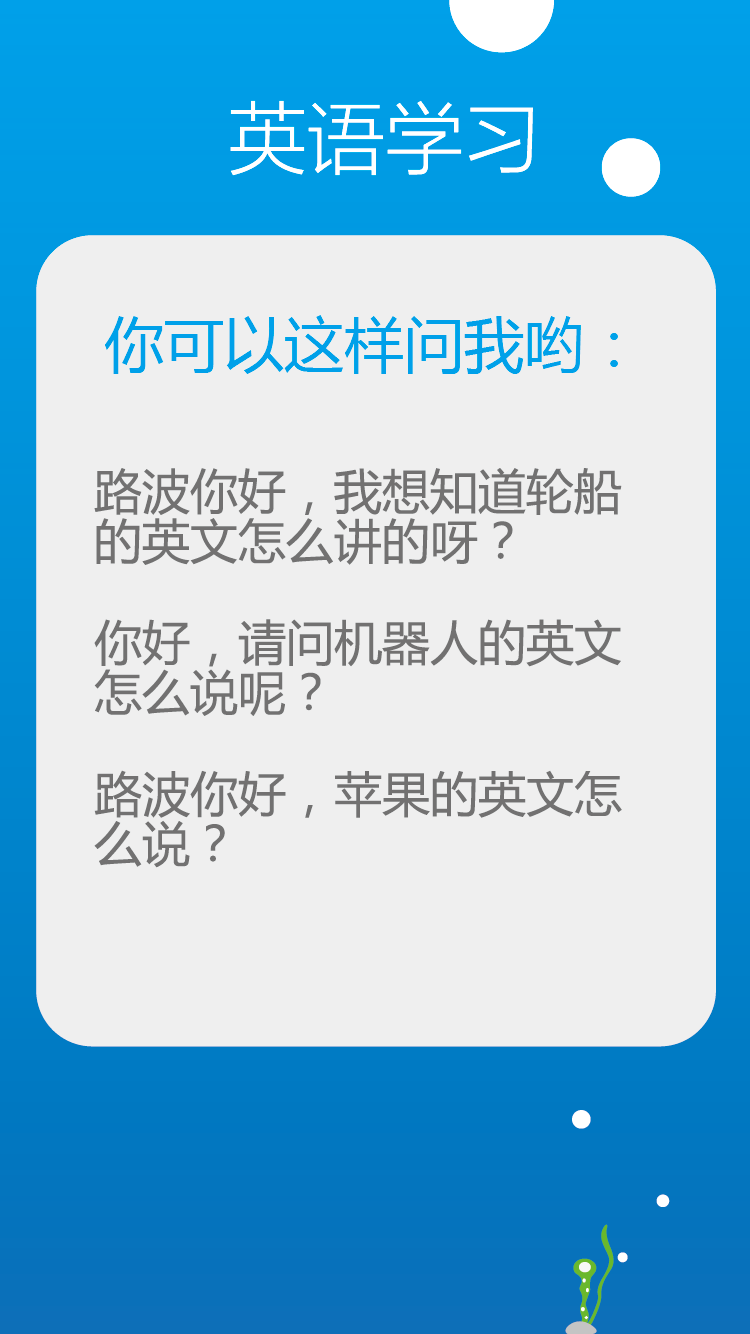 英语学习
你可以这样问我哟：
路波你好，我想知道轮船
的英文怎么讲的呀？
你好，请问机器人的英文
怎么说呢？
路波你好，苹果的英文怎
么说？